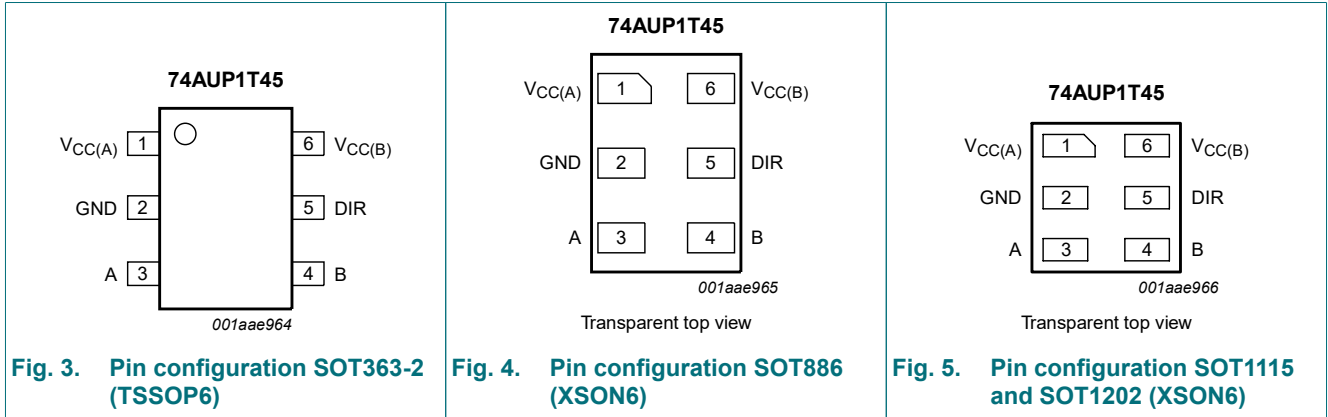 74AUP1T45
VCC(A) 1 6 VCC(B)
GND 2 5 DIR
A 3 4 B
001aae964
Fig. 3. Pin configuration SOT363-2
(TSSOP6)
74AUP1T45
VCC(A) 1 6 VCC(B)
GND 2 5 DIR
A 3 4 B
001aae965
Transparent top view
Fig. 4. Pin configuration SOT886
(XSON6)
74AUP1T45
VCC(A) 1 6 VCC(B)
GND 2 5 DIR
A 3 4 B
001aae966
Transparent top view
Fig. 5. Pin configuration SOT1115
and SOT1202 (XSON6)